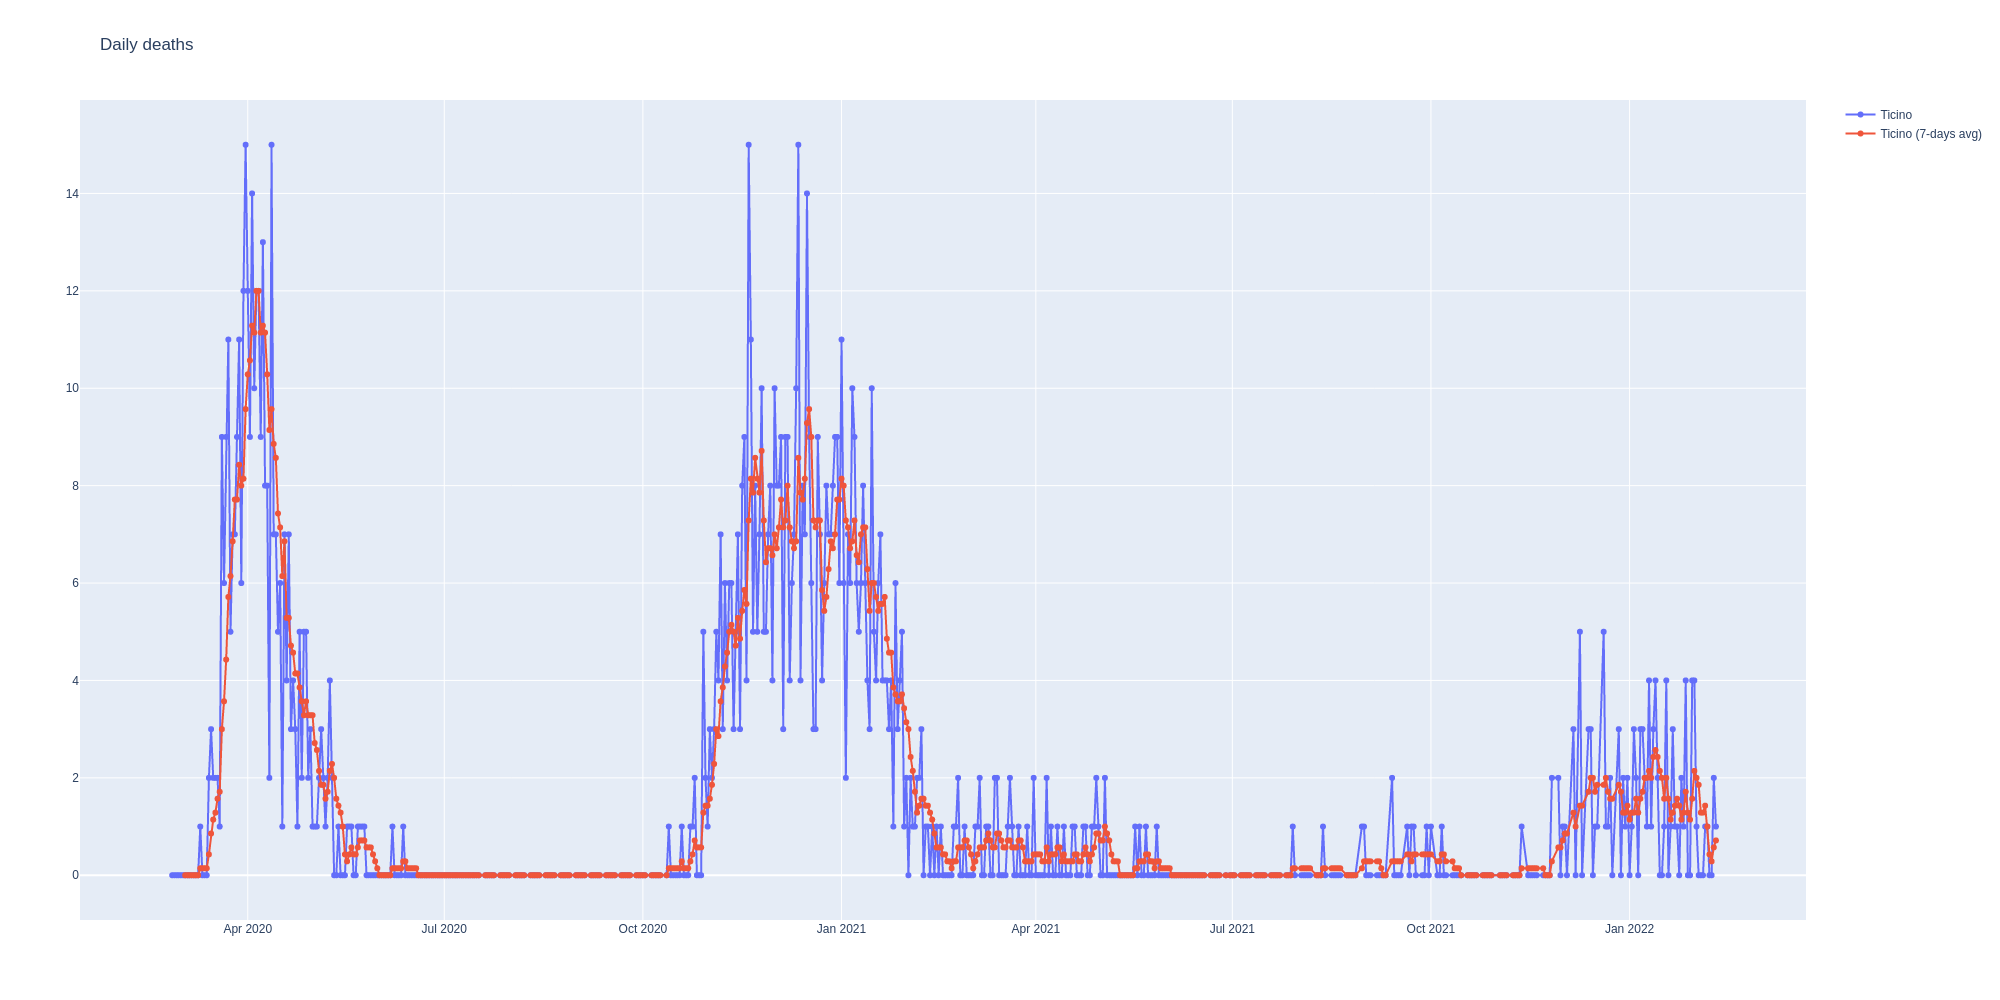 Daily deaths
Ticino
Ticino (7-days avg)
14
12
10
8
6
4
2
0
Apr 2020
Jul 2020
Oct 2020
Jan 2021
Apr 2021
Jul 2021
Oct 2021
Jan 2022